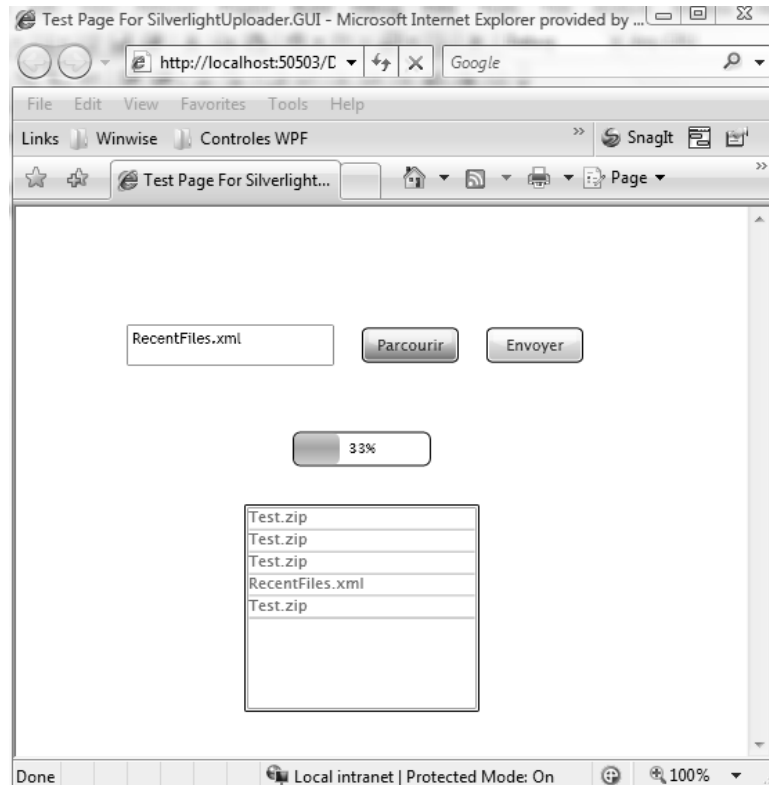 Test Page For SilverlightUploader.GUI - Microsoft Internet Explorer provided by ...
http://localhost:50503/D
Google
File Edit View Favorites Tools Help
Links Winwise Controles WPF » SnagIt
Test Page For Silverlight... Page »
RecentFiles.xml Parcourir Envoyer
33%
Test.zip
Test.zip
Test.zip
RecentFiles.xml
Test.zip
Done Local intranet | Protected Mode: On 100%